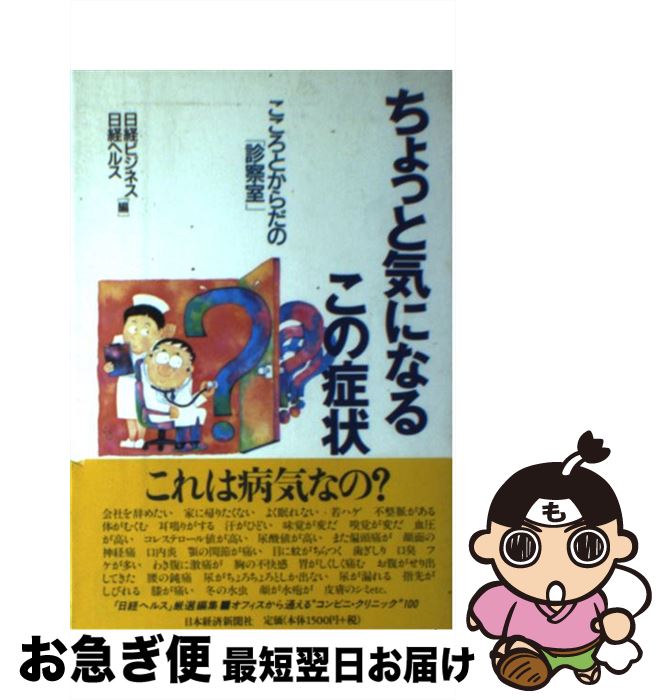 ちょっと気になる
この症状
こころとからだの
「診察室」
日経ビジネス
日経ヘルス[編]
これは病気なの?
会社を辞めたい 家に帰りたくない よく眠れない 若ハゲ 不整脈がある
体がむくむ 耳鳴りがする 汗がひどい 味覚が変だ 嗅覚が変だ 血圧
が高い コレステロール値が高い 尿酸値が高い また偏頭痛が 顔面の
神経痛 口内炎 顎の関節が痛い 目に蚊がちらつく 歯ぎしり 口臭 フ
ケが多い わき腹に激痛が 胸の不快感 胃がしくしく痛む お腹がせり出
してきた 腰の鈍痛 尿がちょろちょろとしか出ない 尿が漏れる 指先が
しびれる 膝が痛い 冬の水虫 顔が水疱が 皮膚のシミetc.
「日経ヘルス」厳選編集■オフィスから通える“コンビニ・クリニック”100
日本経済新聞社 定価(本体1500円+税)
も
お急ぎ便 最短翌日お届け